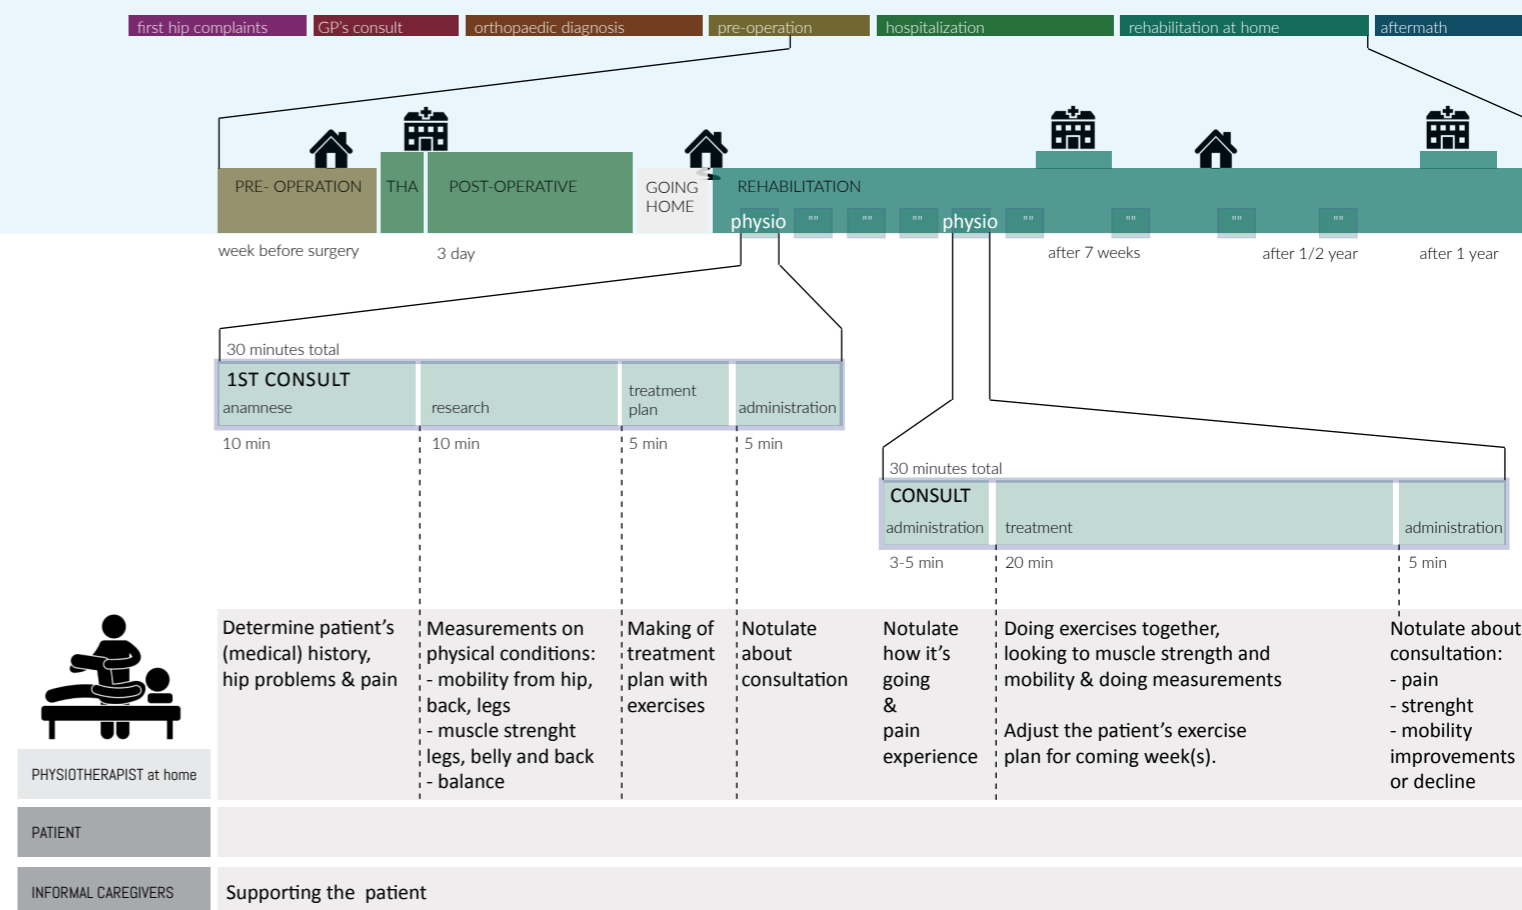 first hip complaints
GP's consult
orthopaedic diagnosis
pre-operation
hospitalization
rehabilitation at home
aftermath
PRE- OPERATION
THA
POST-OPERATIVE
GOING
HOME
REHABILITATION
physio
""
""
""
physio
""
""
""
""
week before surgery
3 day
after 7 weeks
after 1/2 year
after 1 year
30 minutes total
1ST CONSULT
anamnese
research
treatment
plan
administration
10 min
10 min
5 min
5 min
30 minutes total
CONSULT
administration
treatment
administration
3-5 min
20 min
5 min
Determine patient's
(medical) history,
hip problems & pain
Measurements on
physical conditions:
- mobility from hip,
back, legs
- muscle strenght
legs, belly and back
- balance
Making of
treatment
plan with
exercises
Notulate
about
consultation
Notulate
how it's
going
&
pain
experience
Doing exercises together,
looking to muscle strength and
mobility & doing measurements
Adjust the patient's exercise
plan for coming week(s).
Notulate about
consultation:
- pain
- strenght
- mobility
improvements
or decline
PHYSIOTHERAPIST at home
PATIENT
INFORMAL CAREGIVERS
Supporting the patient